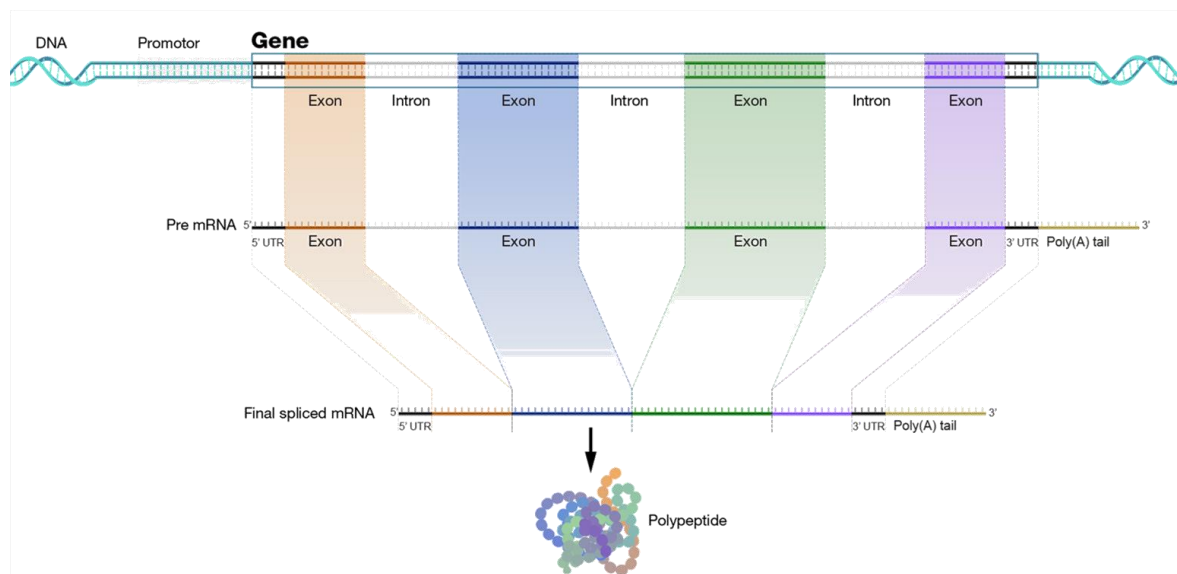 DNA
Promotor
Gene
Exon Intron Exon Intron Exon Intron Exon
Pre mRNA 5' 3'
5' UTR Exon Exon Exon Exon 3' UTR Poly(A) tail
Final spliced mRNA 5' 3'
5' UTR 3' UTR Poly(A) tail
Polypeptide